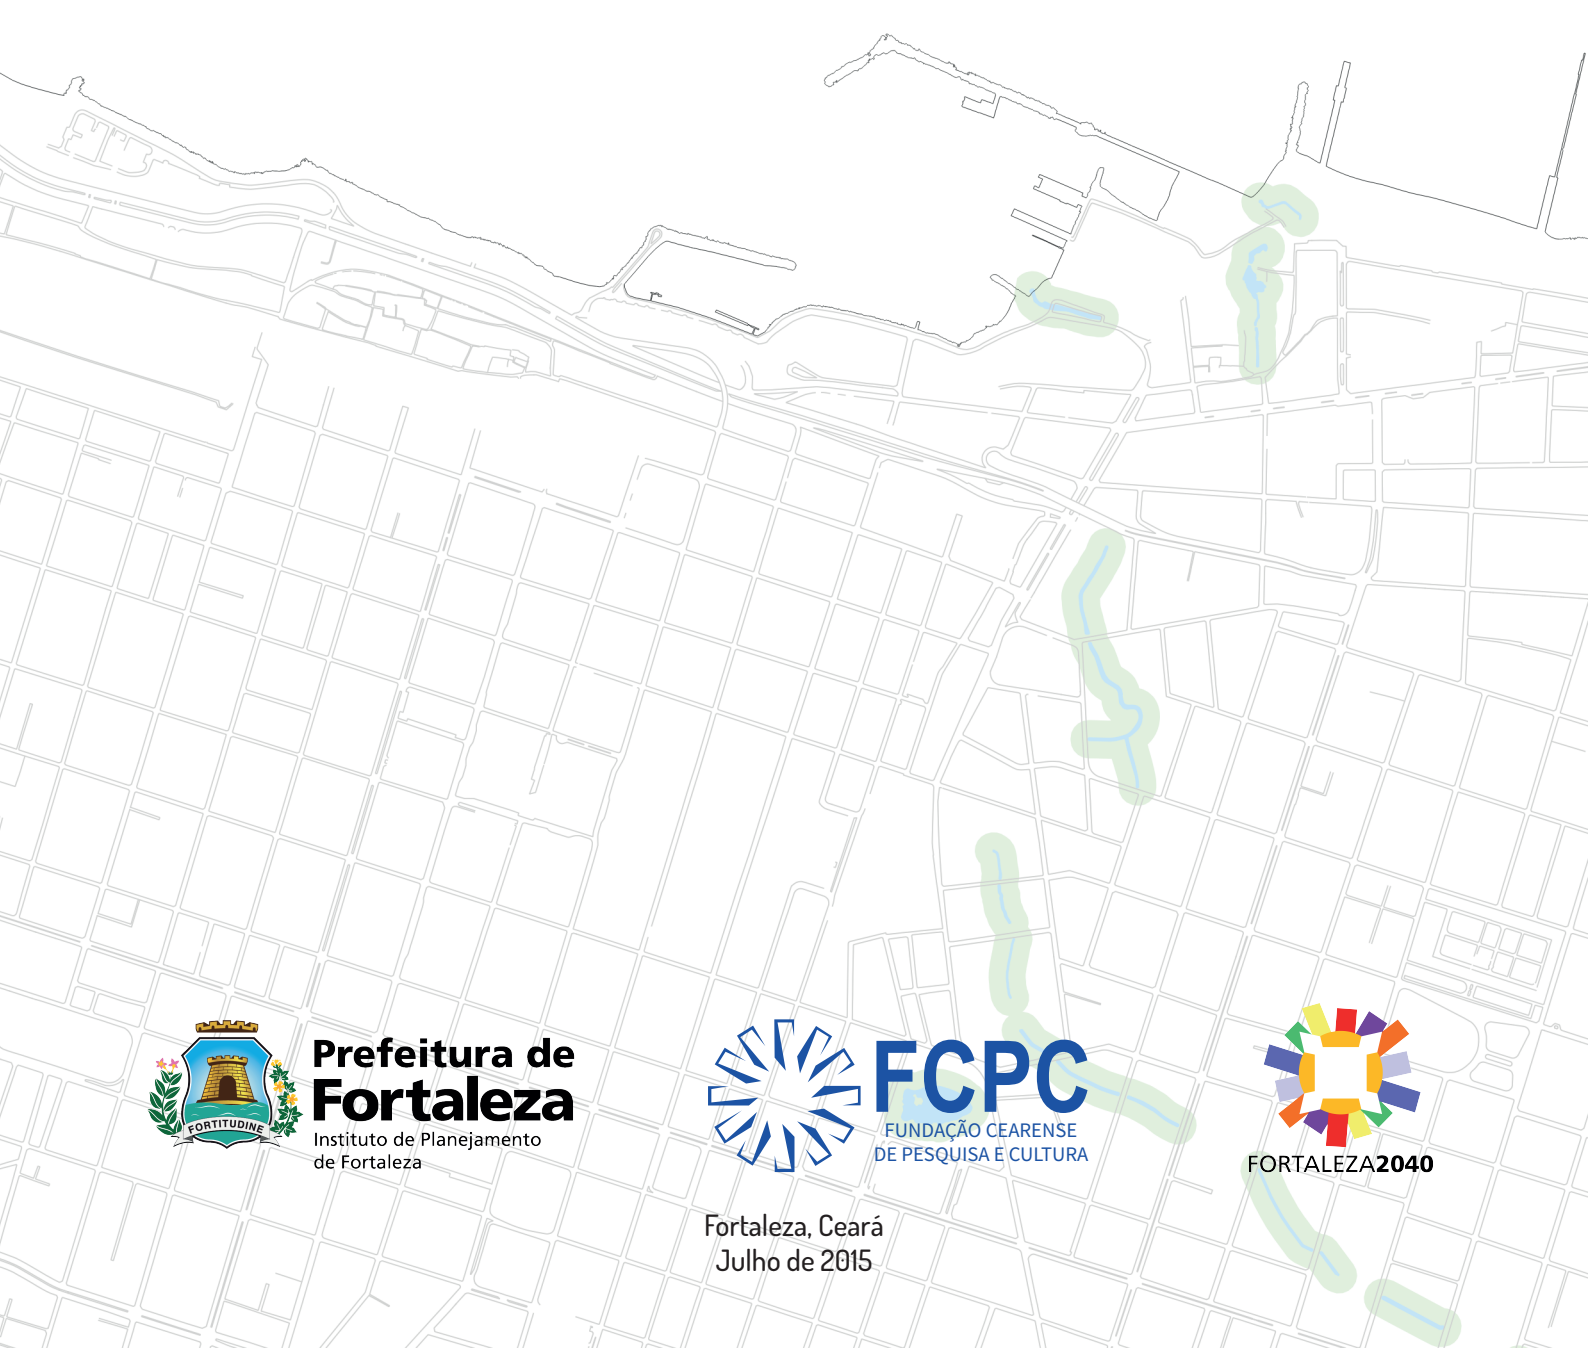 FORTITUDINE
Prefeitura de
Fortaleza
Instituto de Planejamento
de Fortaleza
FCPC
FUNDAÇÃO CEARENSE
DE PESQUISA E CULTURA
FORTALEZA2040
Fortaleza, Ceará
Julho de 2015